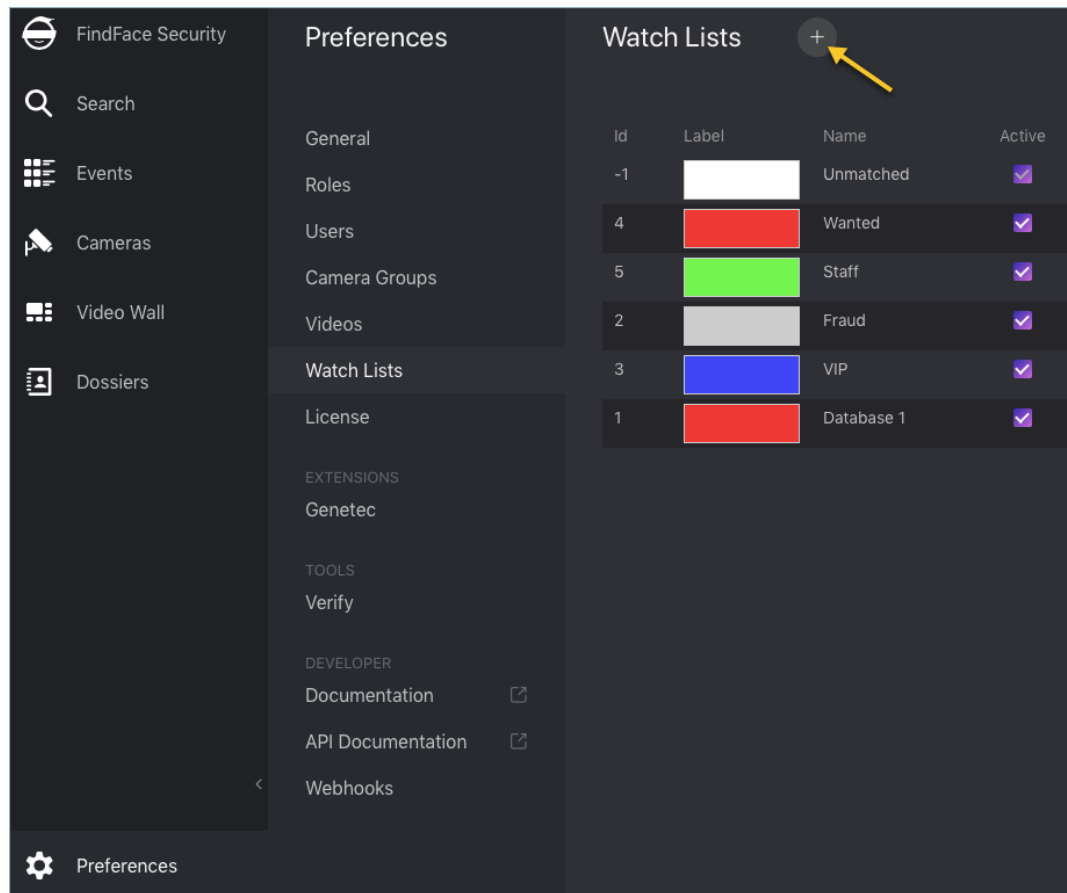 FindFace Security
Search
Events
Cameras
Video Wall
Dossiers
Preferences
Preferences
General
Roles
Users
Camera Groups
Videos
Watch Lists
License
EXTENSIONS
Genetec
TOOLS
Verify
DEVELOPER
Documentation
API Documentation
Webhooks
Watch Lists +
Id Label Name Active
-1 Unmatched
4 Wanted
5 Staff
2 Fraud
3 VIP
1 Database 1